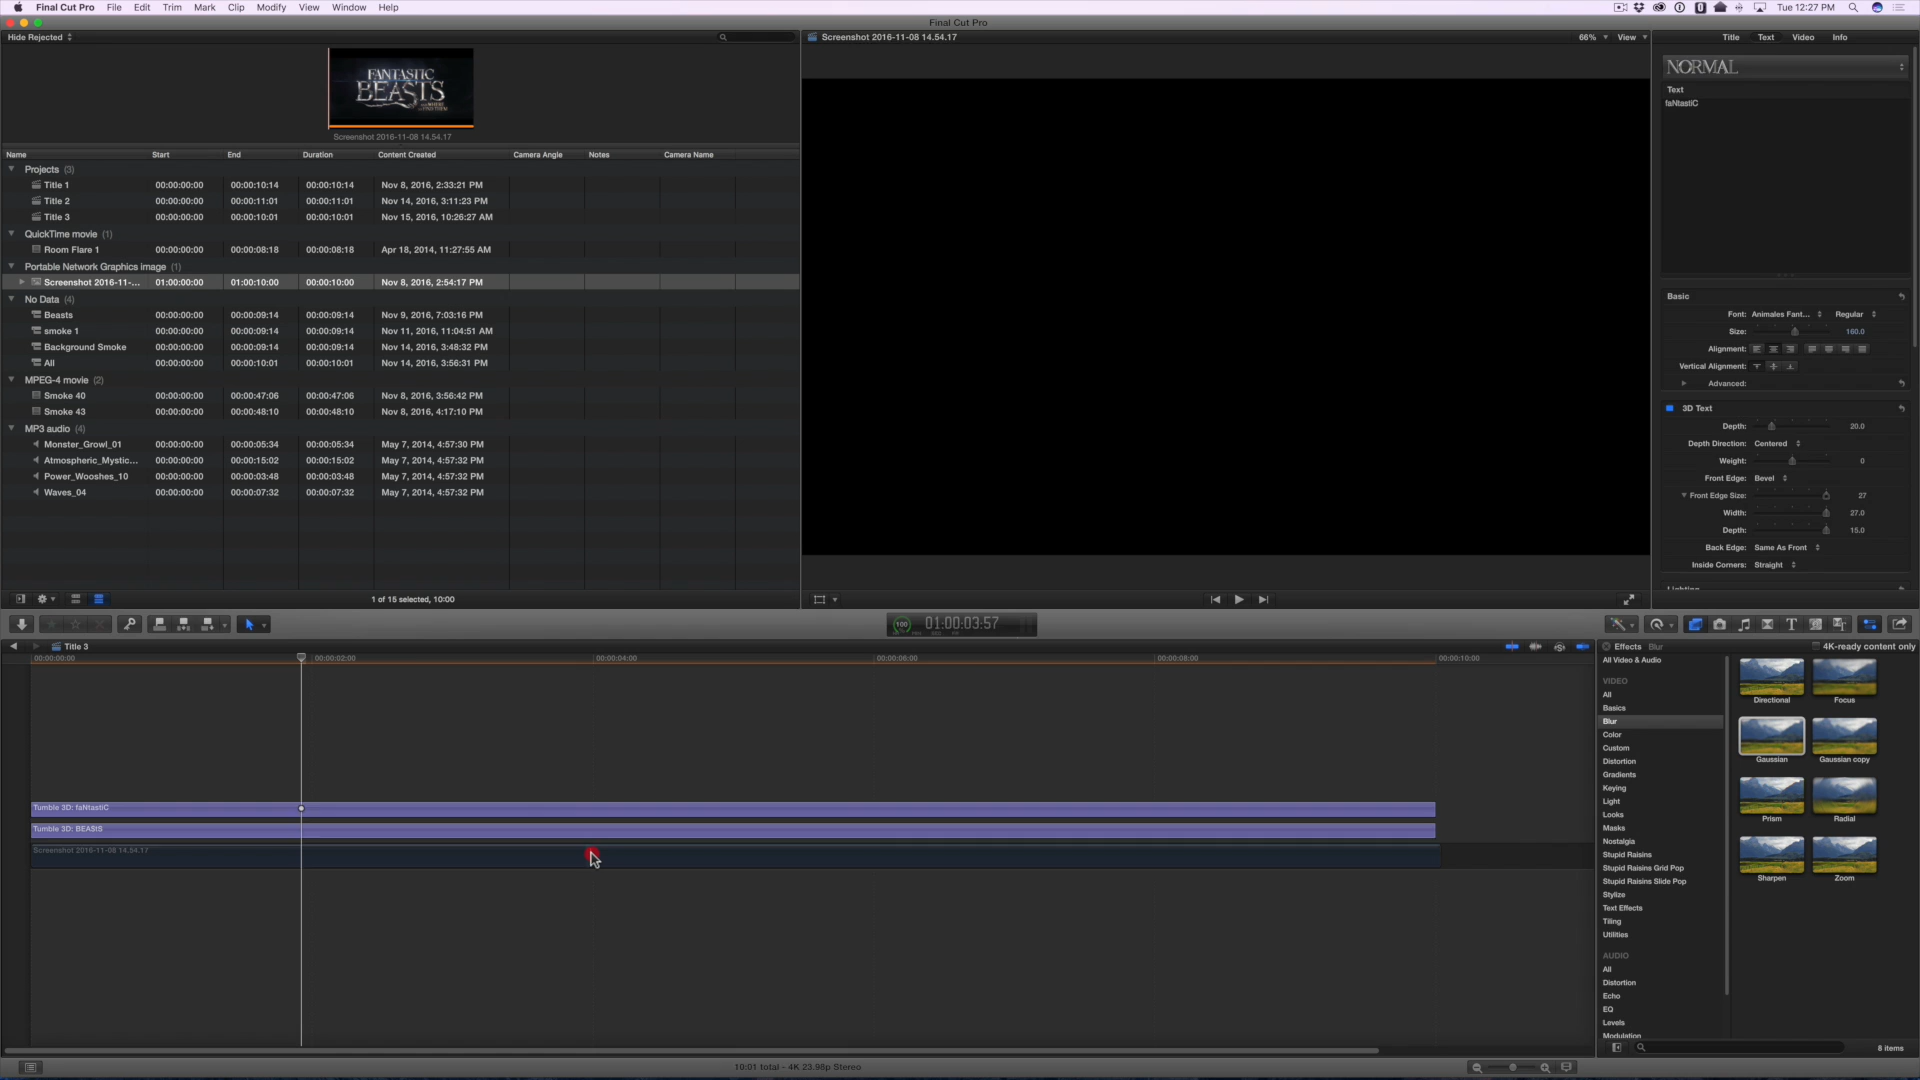 Final Cut Pro File Edit Trim Mark Clip Modify View Window Help Tue 12:27 PM
Final Cut Pro
Hide Rejected
FANTASTIC
BEASTS
AND WHERE
TO FIND THEM
Screenshot 2016-11-08 14.54.17
Name Start End Duration Content Created Camera Angle Notes Camera Name
Projects (3)
Title 1 00:00:00:00 00:00:10:14 00:00:10:14 Nov 8, 2016, 2:33:21 PM
Title 2 00:00:00:00 00:00:11:01 00:00:11:01 Nov 14, 2016, 3:11:23 PM
Title 3 00:00:00:00 00:00:10:01 00:00:10:01 Nov 15, 2016, 10:26:27 AM
QuickTime movie (1)
Room Flare 1 00:00:00:00 00:00:08:18 00:00:08:18 Apr 18, 2014, 11:27:55 AM
Portable Network Graphics image (1)
Screenshot 2016-11-... 01:00:00:00 01:00:10:00 00:00:10:00 Nov 8, 2016, 2:54:17 PM
No Data (4)
Beasts 00:00:00:00 00:00:09:14 00:00:09:14 Nov 9, 2016, 7:03:16 PM
smoke 1 00:00:00:00 00:00:09:14 00:00:09:14 Nov 11, 2016, 11:04:51 AM
Background Smoke 00:00:00:00 00:00:09:14 00:00:09:14 Nov 14, 2016, 3:48:32 PM
All 00:00:00:00 00:00:10:01 00:00:10:01 Nov 14, 2016, 3:56:31 PM
MPEG-4 movie (2)
Smoke 40 00:00:00:00 00:00:47:06 00:00:47:06 Nov 8, 2016, 3:56:42 PM
Smoke 43 00:00:00:00 00:00:48:10 00:00:48:10 Nov 8, 2016, 4:17:10 PM
MP3 audio (4)
Monster_Growl_01 00:00:00:00 00:00:05:34 00:00:05:34 May 7, 2014, 4:57:30 PM
Atmospheric_Mystic... 00:00:00:00 00:00:15:02 00:00:15:02 May 7, 2014, 4:57:32 PM
Power_Wooshes_10 00:00:00:00 00:00:03:48 00:00:03:48 May 7, 2014, 4:57:32 PM
Waves_04 00:00:00:00 00:00:07:32 00:00:07:32 May 7, 2014, 4:57:32 PM
1 of 15 selected, 10:00
Screenshot 2016-11-08 14.54.17 66% View
Title Text Video Info
NORMAL
Text
faNtastiC
Basic
Font: Animales Fant... Regular
Size: 160.0
Alignment:
Vertical Alignment:
Advanced:
3D Text
Depth: 20.0
Depth Direction: Centered
Weight: 0
Front Edge: Bevel
Front Edge Size: 27
Width: 27.0
Depth: 15.0
Back Edge: Same As Front
Inside Corners: Straight
Lighting
100 01:00:03:57
Title 3
00:00:00:00 00:00:02:00 00:00:04:00 00:00:06:00 00:00:08:00 00:00:10:00
Tumble 3D: faNtastiC
Tumble 3D: BEAStS
Screenshot 2016-11-08 14.54.17
Effects Blur 4K-ready content only
All Video & Audio
VIDEO
All
Basics
Blur
Color
Custom
Distortion
Gradients
Keying
Light
Looks
Masks
Nostalgia
Stupid Raisins
Stupid Raisins Grid Pop
Stupid Raisins Slide Pop
Stylize
Text Effects
Tiling
Utilities
AUDIO
All
Distortion
Echo
EQ
Levels
Modulation
Directional Focus
Gaussian Gaussian copy
Prism Radial
Sharpen Zoom
8 items
10:01 total - 4K 23.98p Stereo